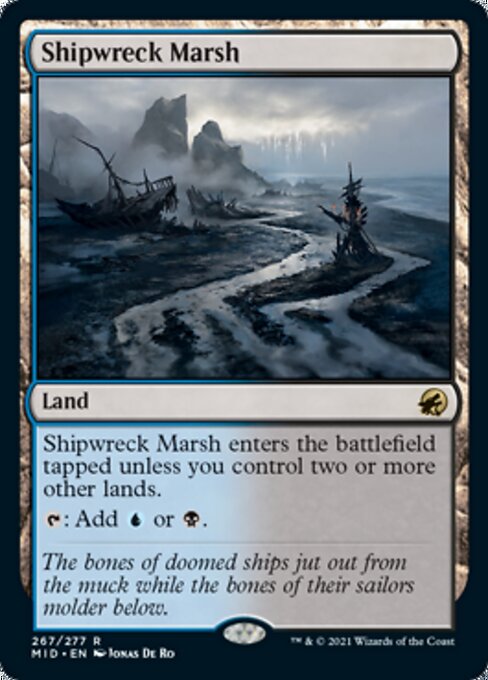 Shipwreck Marsh
Land
Shipwreck Marsh enters the battlefield
tapped unless you control two or more
other lands.
: Add or .
The bones of doomed ships jut out from
the muck while the bones of their sailors
molder below.
267/277 R
MID • EN Jonas De Ro
™ & © 2021 Wizards of the Coast